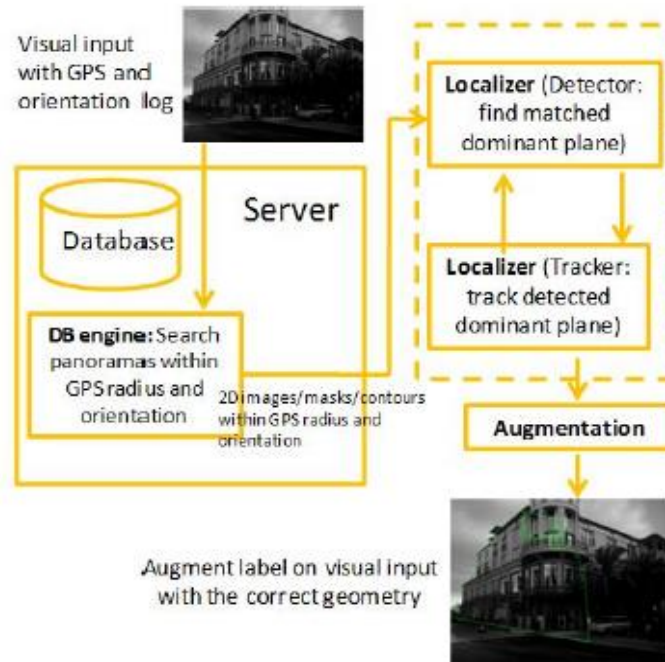 Visual input
with GPS and
orientation log
Server
Database
DB engine: Search
panoramas within
GPS radius and
orientation
2D images/masks/contours
within GPS radius and
orientation
Localizer (Detector:
find matched
dominant plane)
Localizer (Tracker:
track detected
dominant plane)
Augmentation
Augment label on visual input
with the correct geometry